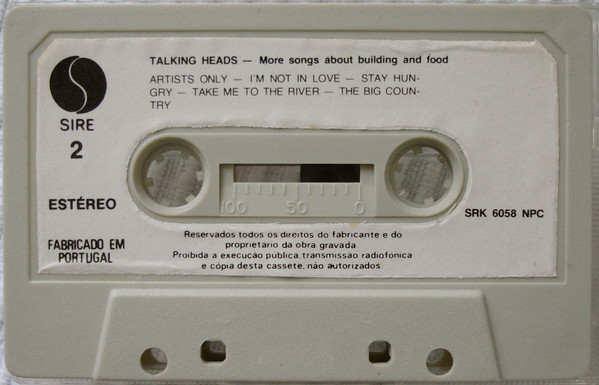 TALKING HEADS — More songs about building and food
ARTISTS ONLY — I'M NOT IN LOVE — STAY HUN-
GRY — TAKE ME TO THE RIVER — THE BIG COUN-
TRY
SIRE
2
ESTÉREO
100 50 0
SRK 6058 NPC
FABRICADO EM
PORTUGAL
Reservados todos os direitos do fabricante e do
proprietario da obra gravada
Proibida a execução publica, transmissão radiofonica
e cópia desta cassete, não autorizados